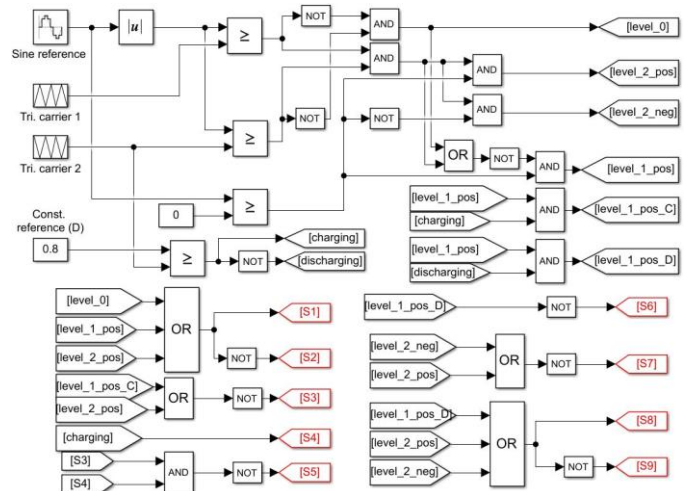 NOT
AND
[level_0]
|u|
≥
Sine reference
AND
AND
[level_2_pos]
Tri. carrier 1
NOT
NOT
AND
[level_2_neg]
≥
Tri. carrier 2
OR
NOT
AND
[level_1_pos]
0
≥
[level_1_pos]
[charging]
AND
[level_1_pos_C]
Const.
reference (D)
0.8
≥
[charging]
NOT
[discharging]
[level_1_pos]
[discharging]
AND
[level_1_pos_D]
[level_0]
[level_1_pos]
[level_2_pos]
OR
[S1]
NOT
[S2]
[level_1_pos_C]
[level_2_pos]
OR
NOT
[S3]
[charging]
[S4]
[S3]
[S4]
AND
NOT
[S5]
[level_1_pos_D]
NOT
[S6]
[level_2_neg]
[level_2_pos]
OR
NOT
[S7]
[level_1_pos_D]
[level_2_pos]
[level_2_neg]
OR
[S8]
NOT
[S9]